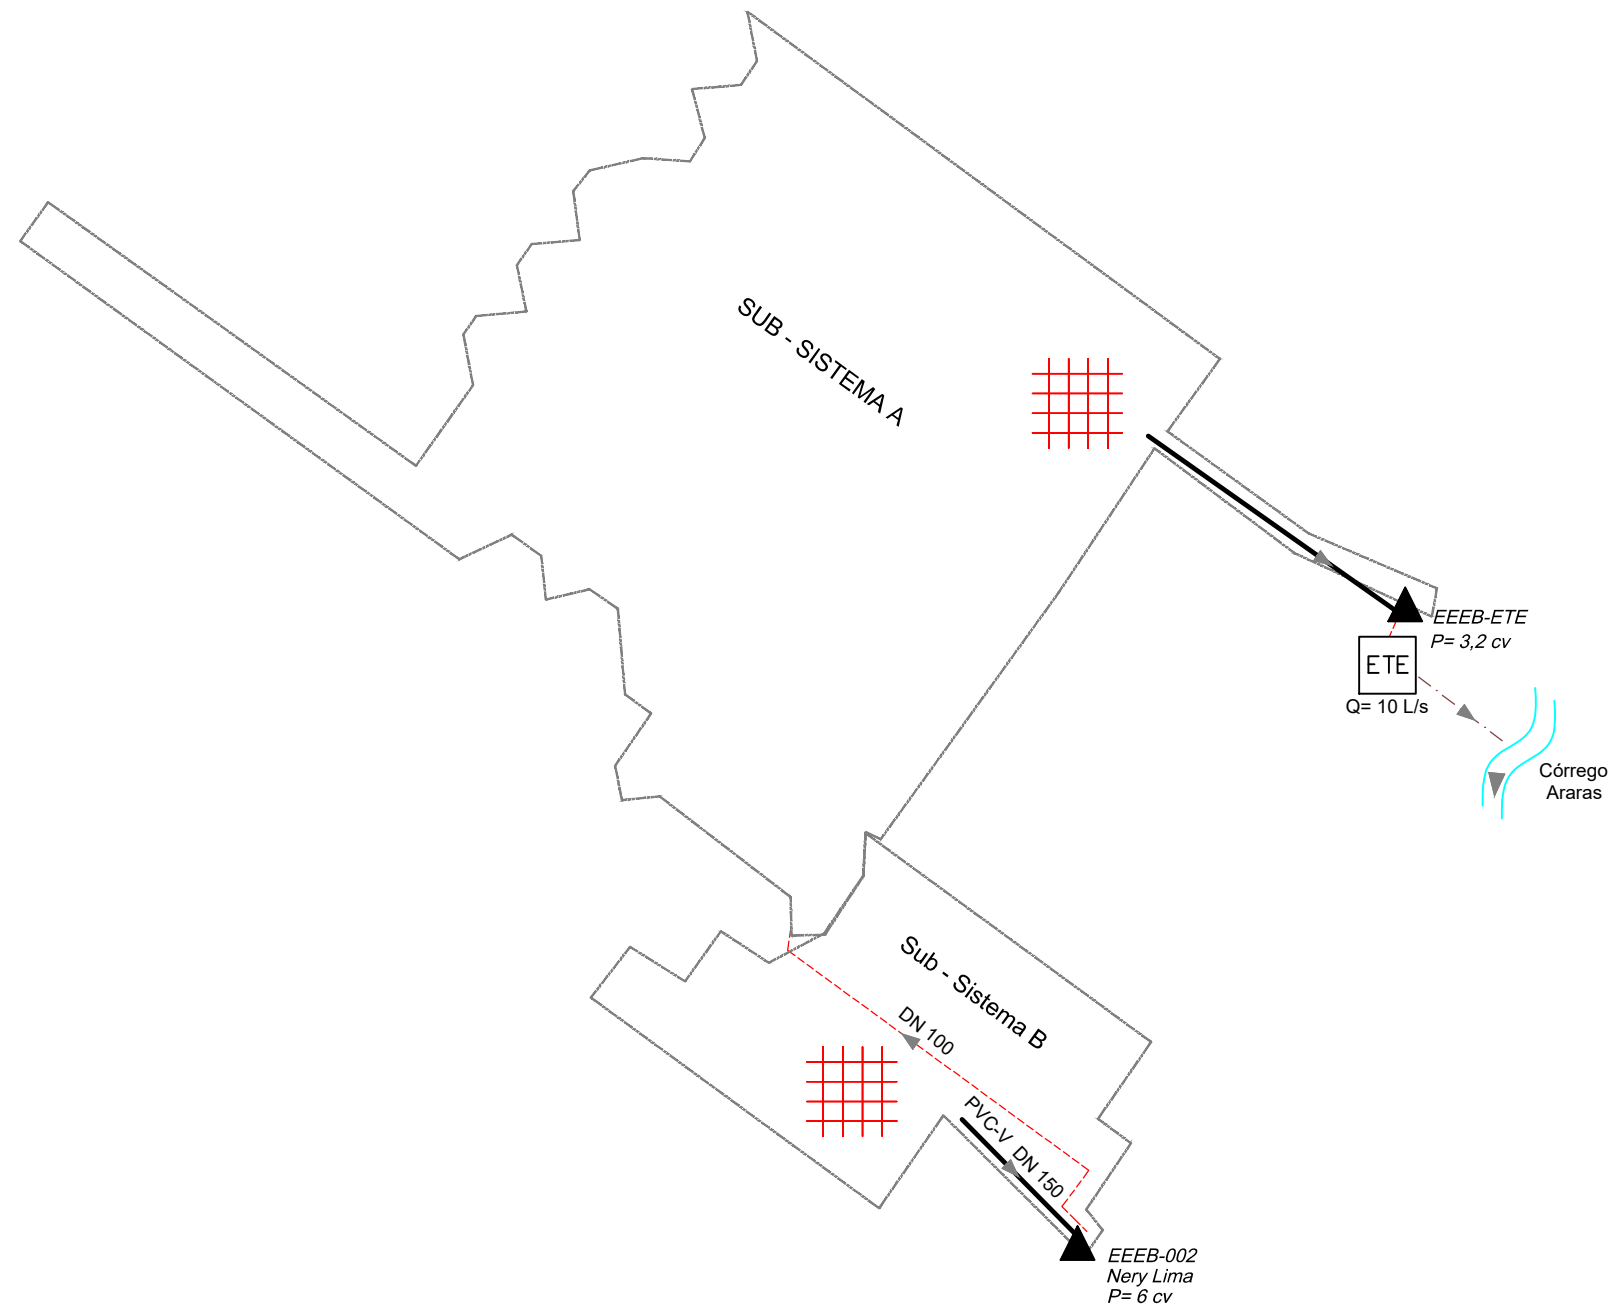 SUB - SISTEMA A
EEEB-ETE
P= 3,2 cv
ETE
Q= 10 L/s
Córrego
Araras
Sub - Sistema B
DN 100
PVC-V DN 150
EEEB-002
Nery Lima
P= 6 cv